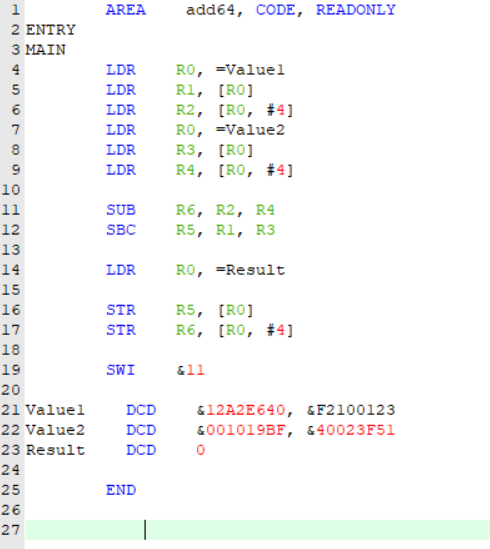 1 AREA add64, CODE, READONLY
2 ENTRY
3 MAIN
4 LDR R0, =Value1
5 LDR R1, [R0]
6 LDR R2, [R0, #4]
7 LDR R0, =Value2
8 LDR R3, [R0]
9 LDR R4, [R0, #4]
10
11 SUB R6, R2, R4
12 SBC R5, R1, R3
13
14 LDR R0, =Result
15
16 STR R5, [R0]
17 STR R6, [R0, #4]
18
19 SWI &11
20
21 Value1 DCD &12A2E640, &F2100123
22 Value2 DCD &001019BF, &40023F51
23 Result DCD 0
24
25 END
26
27